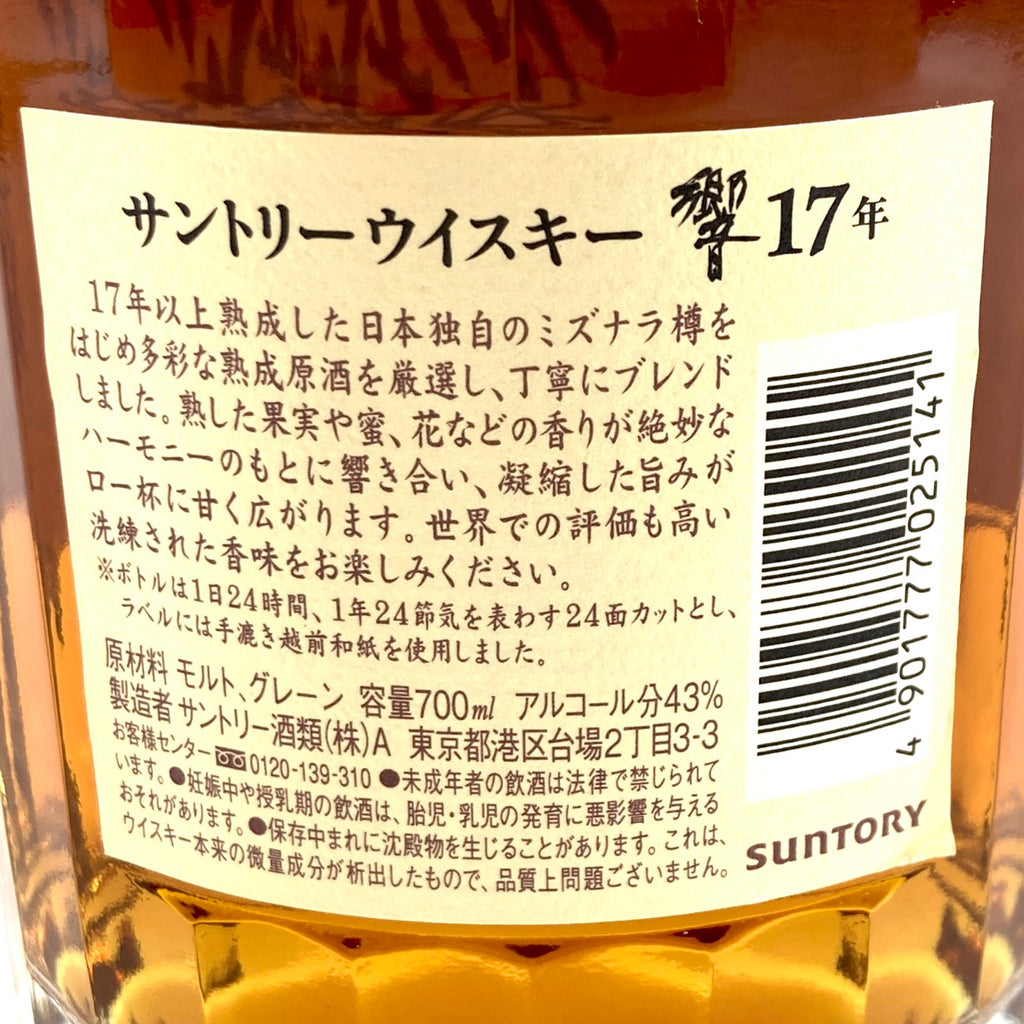 サントリーウイスキー 響 17年
17年以上熟成した日本独自のミズナラ樽を
はじめ多彩な熟成原酒を厳選し、丁寧にブレンド
しました。熟した果実や蜜、花などの香りが絶妙な
ハーモニーのもとに響き合い、凝縮した旨みが
口一杯に甘く広がります。世界での評価も高い
洗練された香味をお楽しみください。
※ボトルは1日24時間、1年24節気を表わす24面カットとし、
ラベルには手漉き越前和紙を使用しました。
原材料 モルト、グレーン 容量700ml アルコール分43%
製造者 サントリー酒類(株)A 東京都港区台場2丁目3-3
お客様センター 0120-139-310 ●未成年者の飲酒は法律で禁じられて
います。●妊娠中や授乳期の飲酒は、胎児・乳児の発育に悪影響を与える
おそれがあります。●保存中まれに沈殿物を生じることがあります。これは、
ウイスキー本来の微量成分が析出したもので、品質上問題ございません。
4 901777 025141
SUNTORY